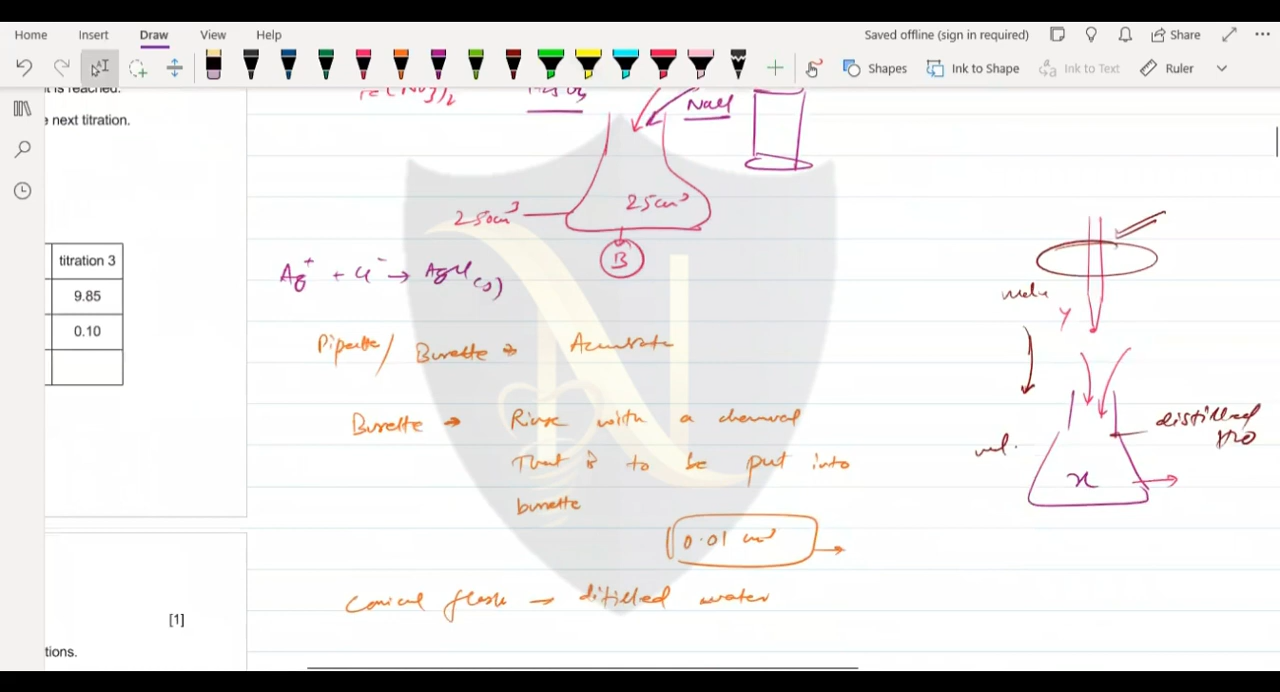 Home Insert Draw View Help
Saved offline (sign in required) Share
Shapes Ink to Shape Ink to Text Ruler
it is reached.
next titration.
titration 3
9.85
0.10
[1]
tions.
NaCl
250cm³
25cm³
B
Ag⁺ + Cl⁻ → AgCl(s)
Pipette / Burette → Accurate
Burette → Rinse with a chemical
That is to be put into
burette
0.01 cm³
Conical flask → distilled water
Y
distilled
H₂O
x